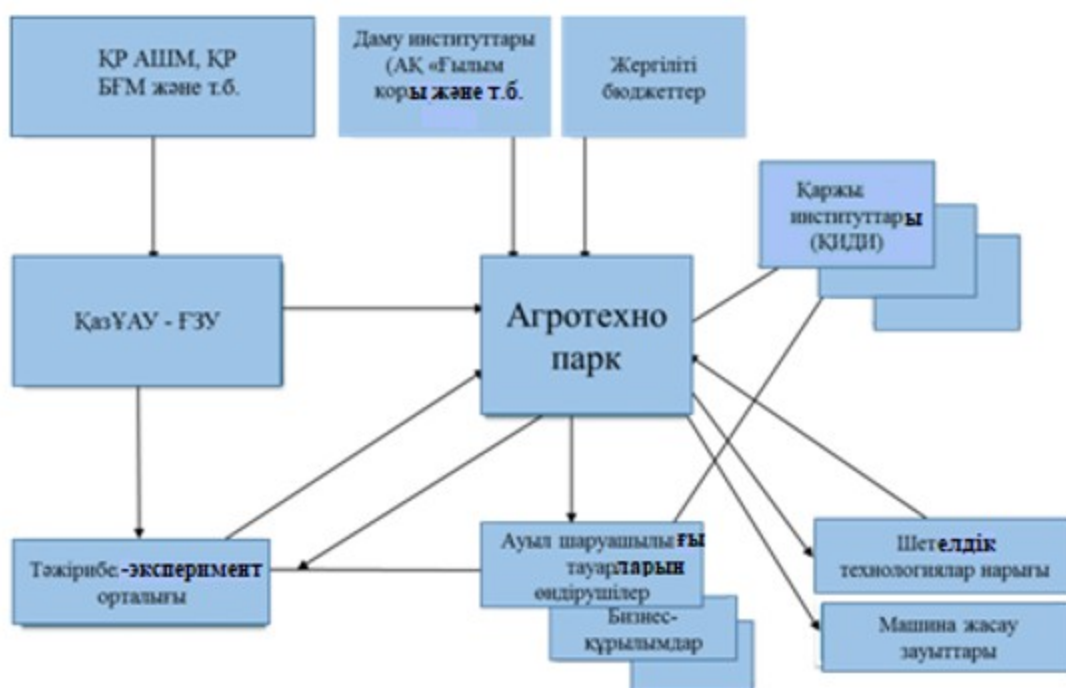 ҚР АШМ, ҚР
БҒМ және т.б.
Даму институттары
(АҚ «Ғылым
қоры және т.б.
Жергіліті
бюджеттер
Қаржы
институттары
(ҚИДИ)
ҚазҰАУ - ҒЗУ
Агротехно
парк
Тәжірибе -эксперимент
орталығы
Ауыл шаруашылығы
тауарларын
өндірушілер
Бизнес-
құрылымдар
Шетелдік
технологиялар нарығы
Машина жасау
зауыттары